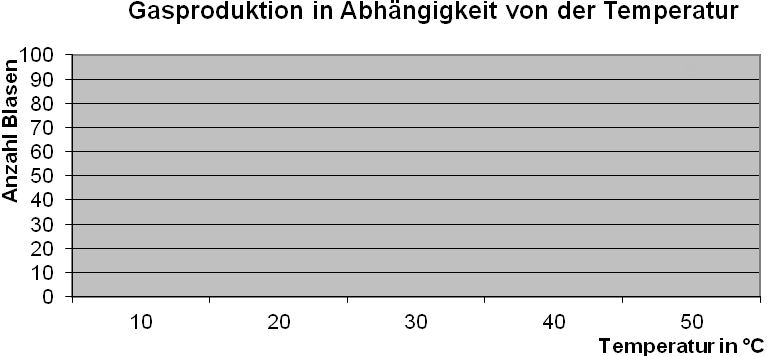 Gasproduktion in Abhängigkeit von der Temperatur
Anzahl Blasen
100
90
80
70
60
50
40
30
20
10
0
10 20 30 40 50
Temperatur in °C